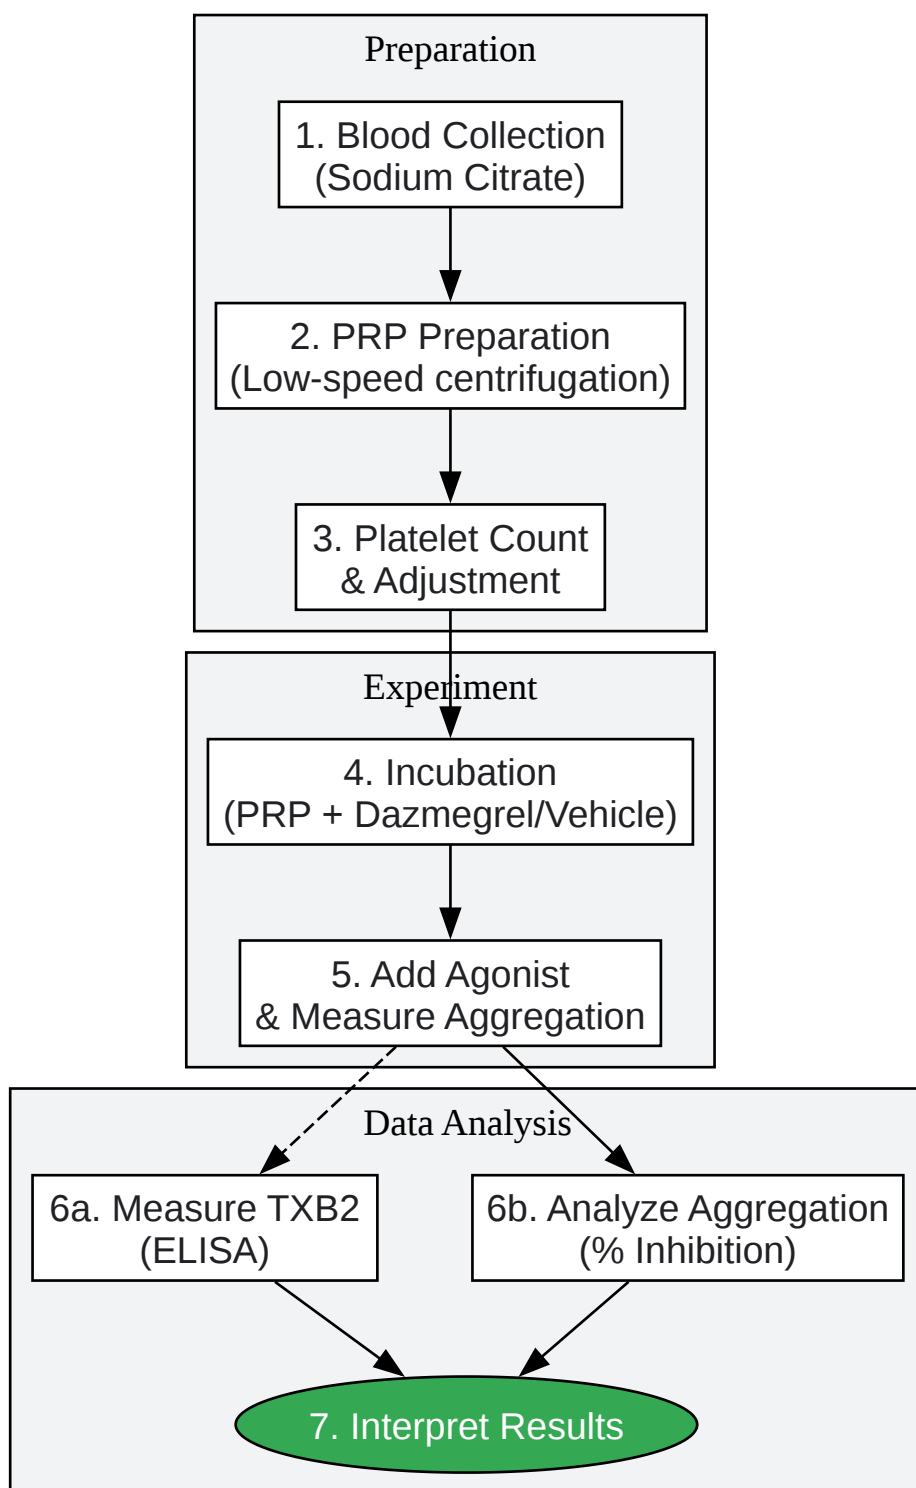 Preparation
1. Blood Collection
(Sodium Citrate)
2. PRP Preparation
(Low-speed centrifugation)
3. Platelet Count
& Adjustment
Experiment
4. Incubation
(PRP + Dazmegrel/Vehicle)
5. Add Agonist
& Measure Aggregation
Data Analysis
6a. Measure TXB2
(ELISA)
6b. Analyze Aggregation
(% Inhibition)
7. Interpret Results